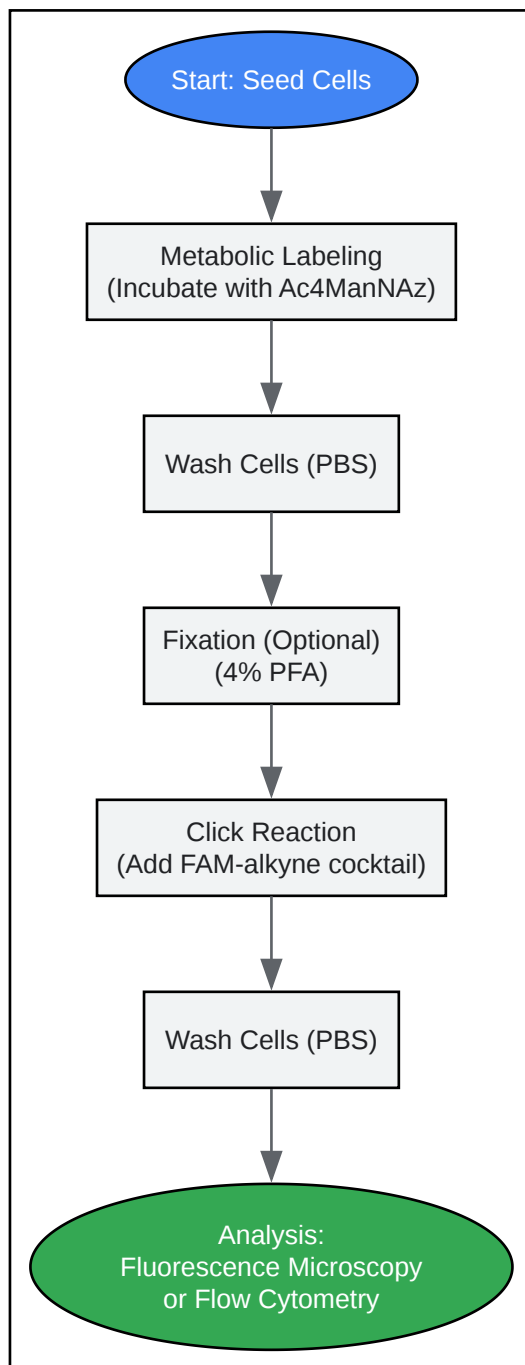 Start: Seed Cells
Metabolic Labeling
(Incubate with Ac4ManNAz)
Wash Cells (PBS)
Fixation (Optional)
(4% PFA)
Click Reaction
(Add FAM-alkyne cocktail)
Wash Cells (PBS)
Analysis:
Fluorescence Microscopy
or Flow Cytometry